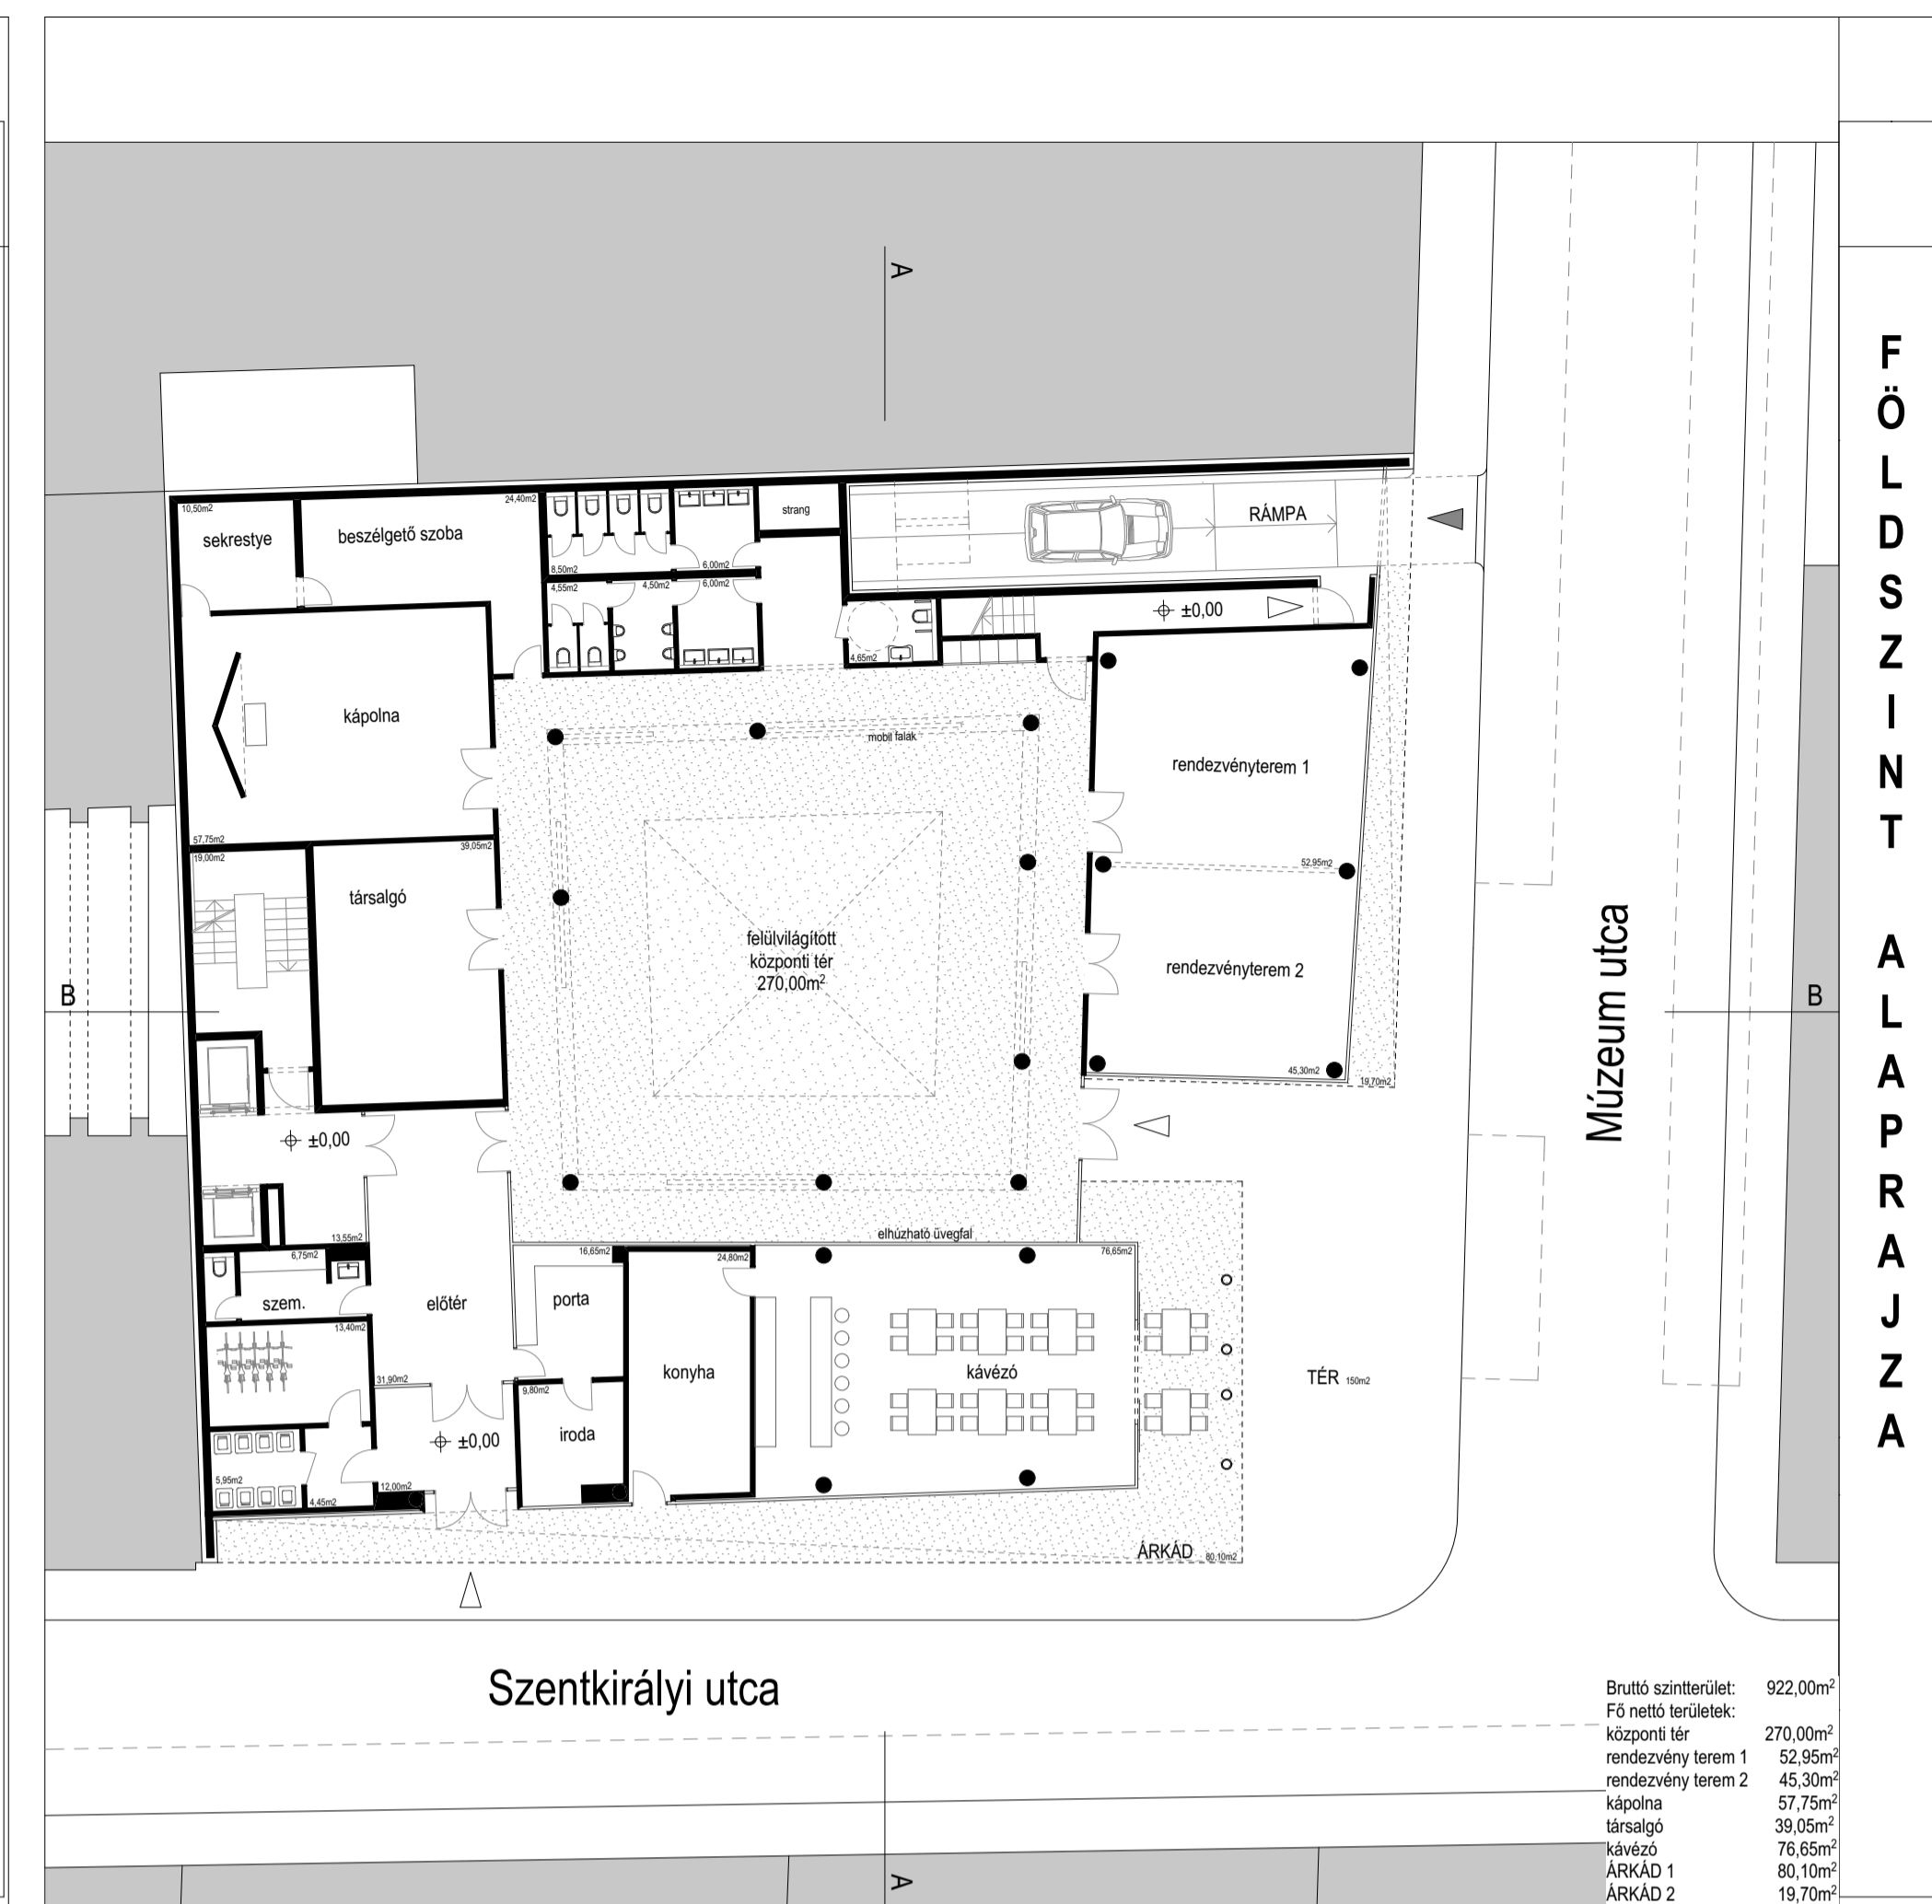 A
10,50m2
sekrestye
beszélgető szoba
24,40m2
strang
8,50m2
6,00m2
4,55m2
4,50m2
6,00m2
4,65m2
RÁMPA
±0,00
kápolna
57,75m2
mobil falak
rendezvényterem 1
52,95m2
19,00m2
39,05m2
társalgó
felülvilágított
központi tér
270,00m²
rendezvényterem 2
45,30m2
19,70m2
B
B
Múzeum utca
±0,00
13,55m2
6,75m2
szem.
13,40m2
előtér
31,90m2
16,65m2
porta
24,80m2
konyha
elhúzható üvegfal
76,65m2
kávézó
9,80m2
iroda
±0,00
5,95m2
4,45m2
12,00m2
TÉR 150m2
ÁRKÁD 80,10m2
Szentkirályi utca
A
FÖLDSZINT ALAPRAJZA
Bruttó szintterület: 922,00m²
Fő nettó területek:
központi tér 270,00m²
rendezvény terem 1 52,95m²
rendezvény terem 2 45,30m²
kápolna 57,75m²
társalgó 39,05m²
kávézó 76,65m²
ÁRKÁD 1 80,10m²
ÁRKÁD 2 19,70m²